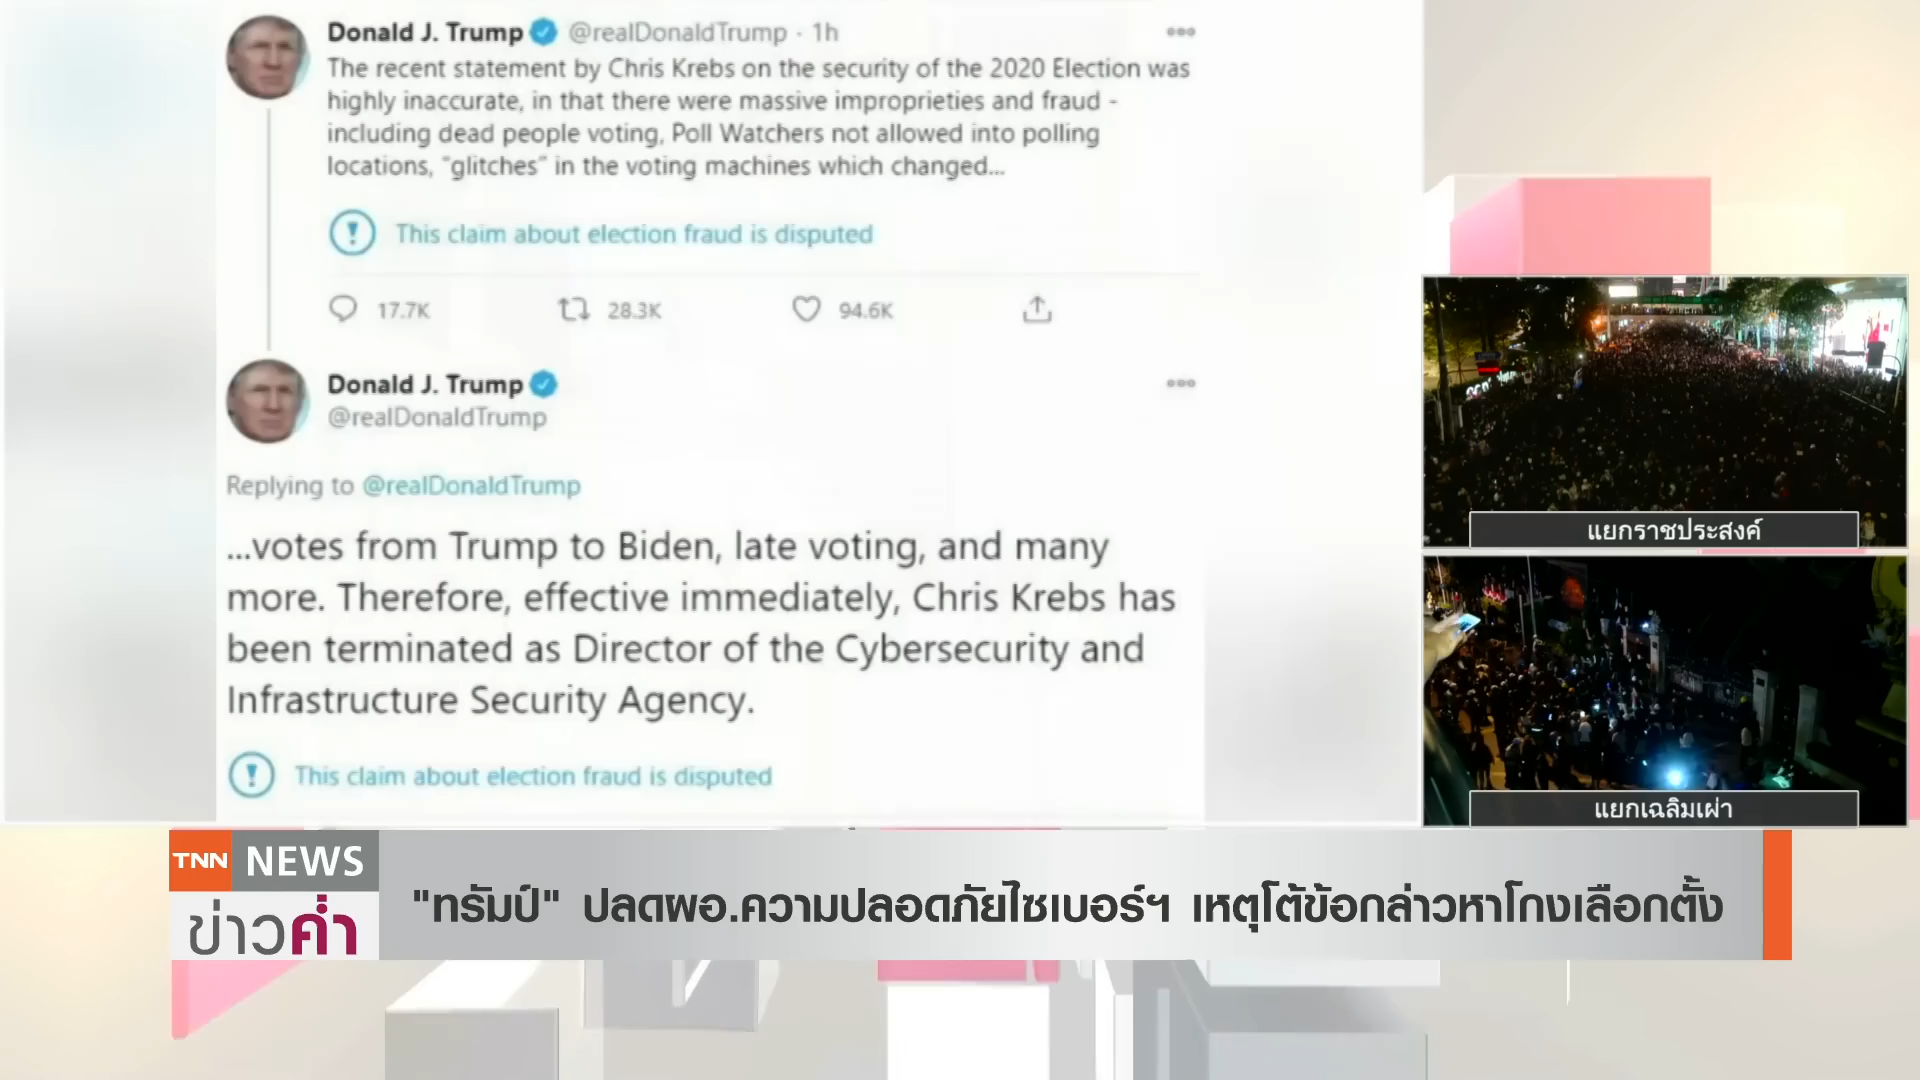 Donald J. Trump @realDonaldTrump · 1h
The recent statement by Chris Krebs on the security of the 2020 Election was
highly inaccurate, in that there were massive improprieties and fraud -
including dead people voting, Poll Watchers not allowed into polling
locations, "glitches" in the voting machines which changed...
This claim about election fraud is disputed
17.7K 28.3K 94.6K
Donald J. Trump
@realDonaldTrump
Replying to @realDonaldTrump
...votes from Trump to Biden, late voting, and many
more. Therefore, effective immediately, Chris Krebs has
been terminated as Director of the Cybersecurity and
Infrastructure Security Agency.
This claim about election fraud is disputed
แยกราชประสงค์
แยกเฉลิมเผ่า
TNN NEWS
ข่าวค่ำ
"ทรัมป์" ปลดผอ.ความปลอดภัยไซเบอร์ฯ เหตุโต้ข้อกล่าวหาโกงเลือกตั้ง